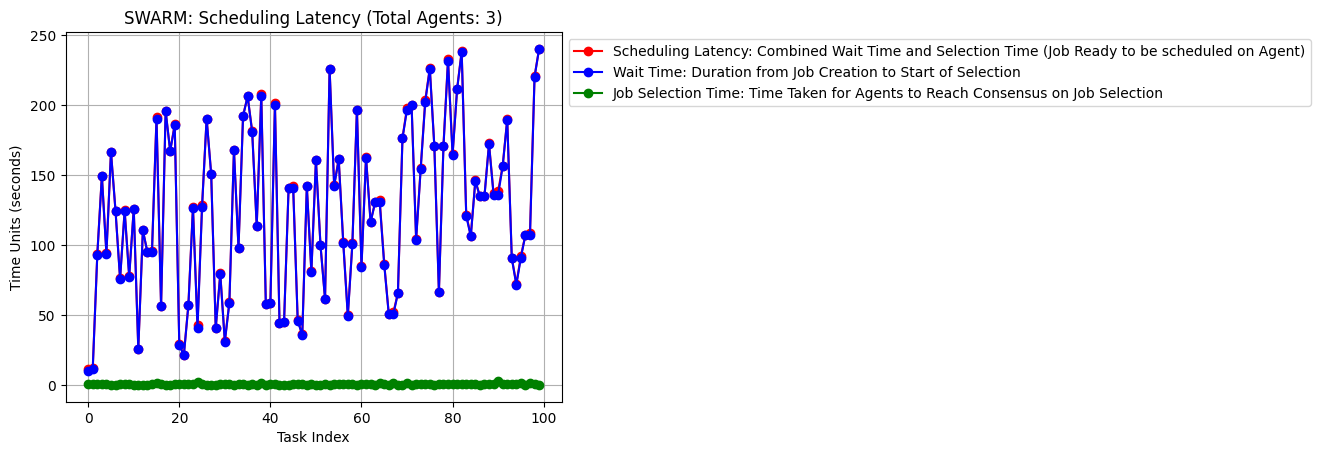 SWARM: Scheduling Latency (Total Agents: 3)
Scheduling Latency: Combined Wait Time and Selection Time (Job Ready to be scheduled on Agent)
Wait Time: Duration from Job Creation to Start of Selection
Job Selection Time: Time Taken for Agents to Reach Consensus on Job Selection
Time Units (seconds)
250
200
150
100
50
0
0 20 40 60 80 100
Task Index